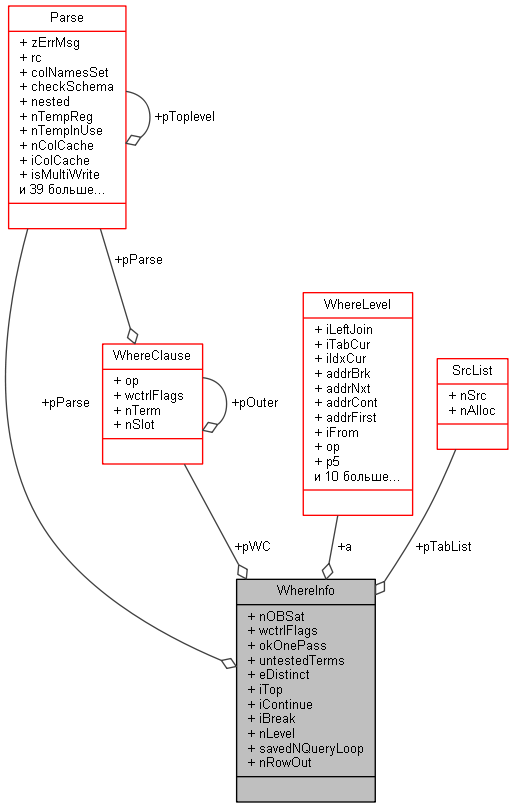 Parse
+ zErrMsg
+ rc
+ colNamesSet
+ checkSchema
+ nested
+ nTempReg
+ nTempInUse
+ nColCache
+ iColCache
+ isMultiWrite
и 39 больше...
+pToplevel
+pParse
WhereClause
+ op
+ wctrlFlags
+ nTerm
+ nSlot
+pOuter
+pParse
WhereLevel
+ iLeftJoin
+ iTabCur
+ iIdxCur
+ addrBrk
+ addrNxt
+ addrCont
+ addrFirst
+ iFrom
+ op
+ p5
и 10 больше...
SrcList
+ nSrc
+ nAlloc
+pWC
+a
+pTabList
WhereInfo
+ nOBSat
+ wctrlFlags
+ okOnePass
+ untestedTerms
+ eDistinct
+ iTop
+ iContinue
+ iBreak
+ nLevel
+ savedNQueryLoop
+ nRowOut